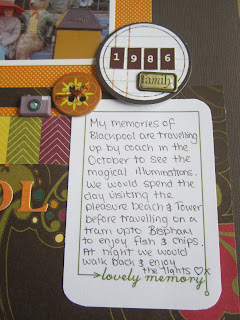 1986
family
My memories of
Blackpool are travelling
up by coach in the
October to see the
magical illuminations.
We would spend the
day visiting the
pleasure beach & Tower
before travelling on a
tram upto Bispham
to enjoy fish & chips.
At night we would
walk back & enjoy
the lights ♡x
lovely memory
OL